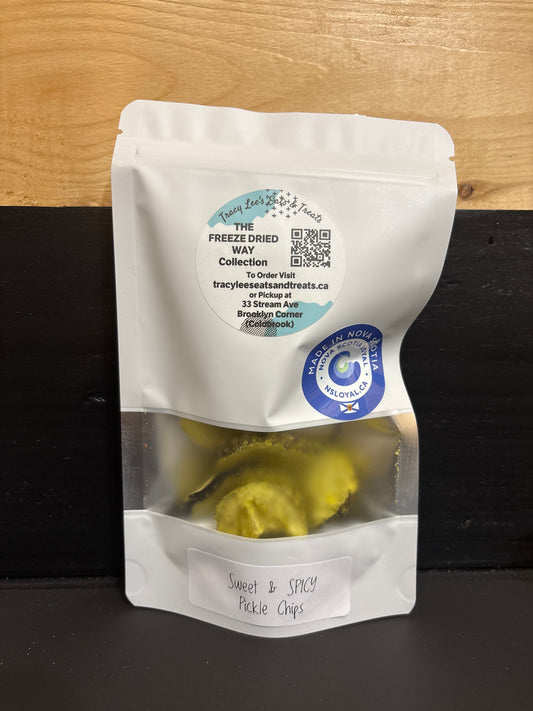 Tracy Lee's Eats & Treats
THE
FREEZE DRIED
WAY
Collection
To Order Visit
tracyleeseatsandtreats.ca
or Pickup at
33 Stream Ave
Brooklyn Corner
(Coldbrook)
MADE IN NOVA SCOTIA
NOVA SCOTIA LOYAL
NSLOYAL.CA
Sweet & SPICY
Pickle Chips